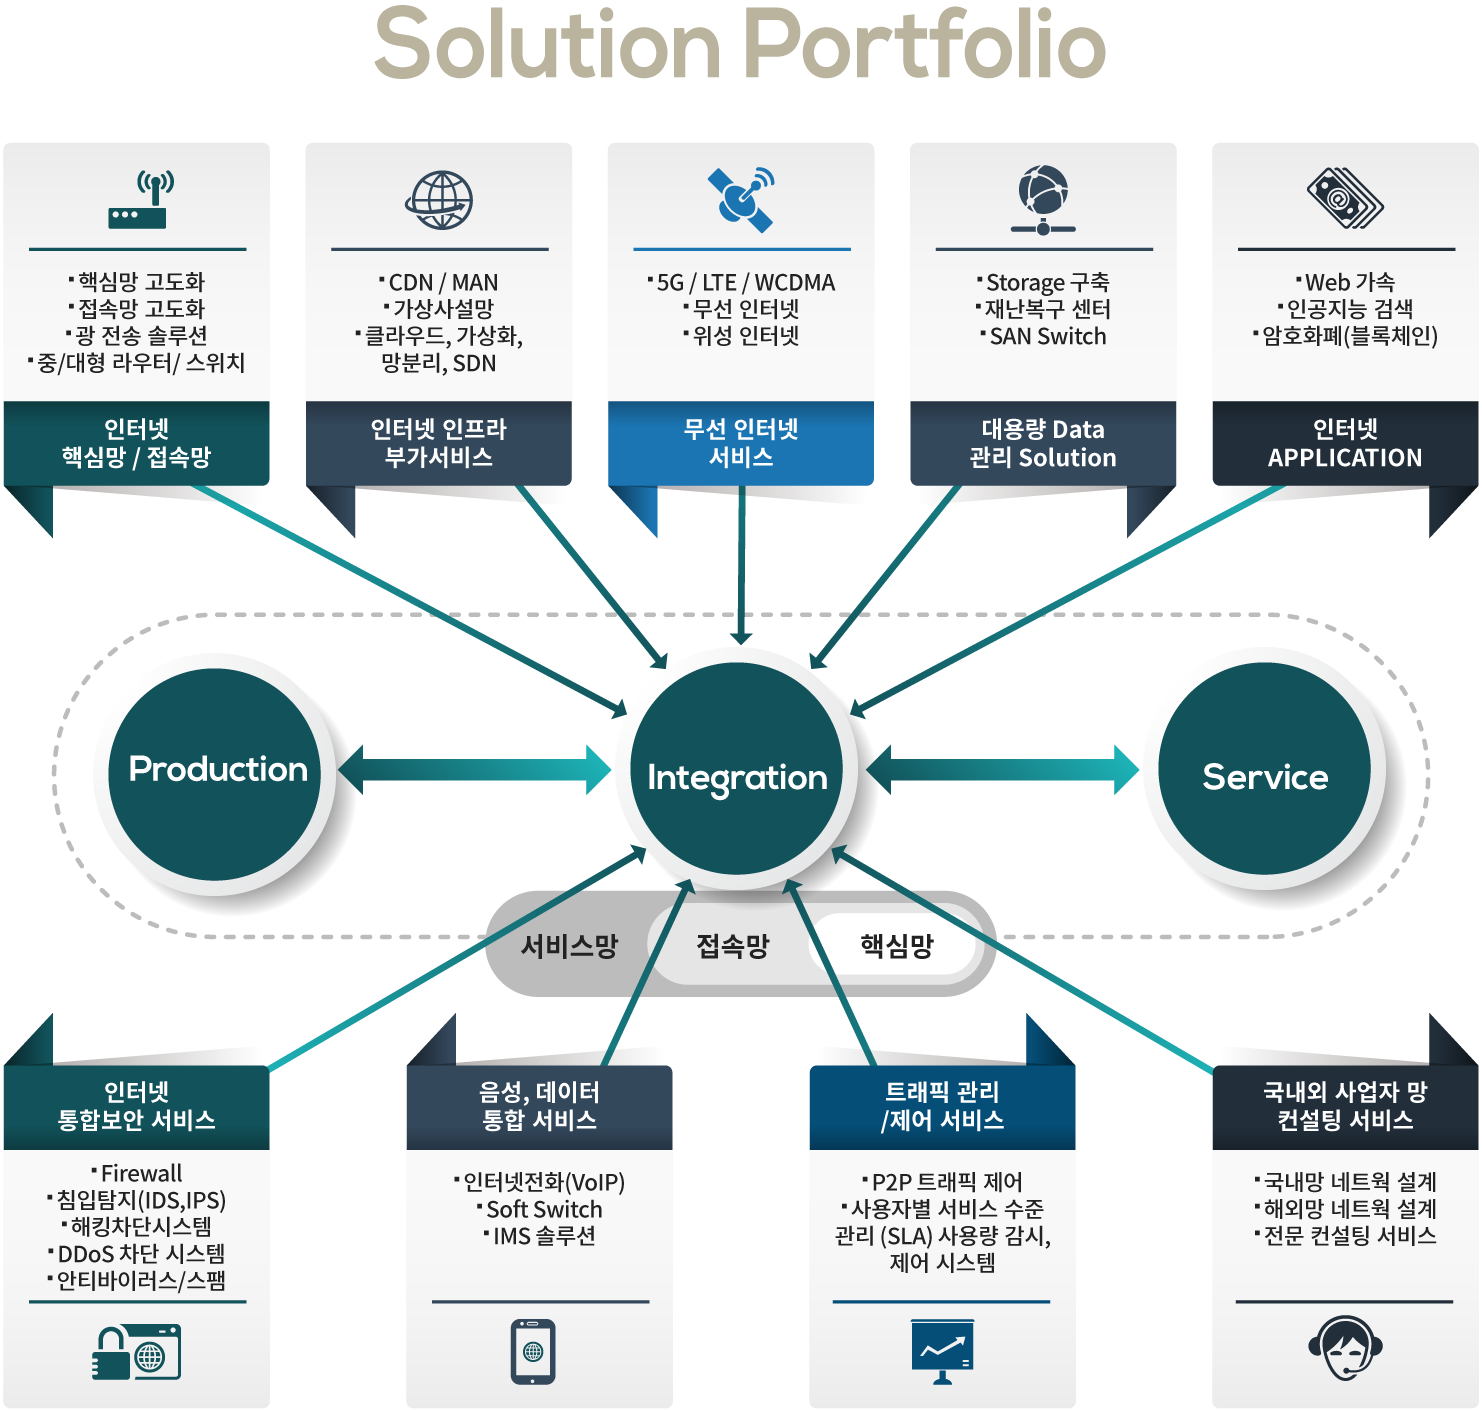 Solution Portfolio
▪핵심망 고도화
▪접속망 고도화
▪광 전송 솔루션
▪중/대형 라우터/ 스위치
인터넷
핵심망 / 접속망
▪CDN / MAN
▪가상사설망
▪클라우드, 가상화,
망분리, SDN
인터넷 인프라
부가서비스
▪5G / LTE / WCDMA
▪무선 인터넷
▪위성 인터넷
무선 인터넷
서비스
▪Storage 구축
▪재난복구 센터
▪SAN Switch
대용량 Data
관리 Solution
▪Web 가속
▪인공지능 검색
▪암호화폐(블록체인)
인터넷
APPLICATION
Production
Integration
Service
서비스망
접속망
핵심망
인터넷
통합보안 서비스
▪Firewall
▪침입탐지(IDS,IPS)
▪해킹차단시스템
▪DDoS 차단 시스템
▪안티바이러스/스팸
음성, 데이터
통합 서비스
▪인터넷전화(VoIP)
▪Soft Switch
▪IMS 솔루션
트래픽 관리
/제어 서비스
▪P2P 트래픽 제어
▪사용자별 서비스 수준
관리 (SLA) 사용량 감시,
제어 시스템
국내외 사업자 망
컨설팅 서비스
▪국내망 네트웍 설계
▪해외망 네트웍 설계
▪전문 컨설팅 서비스